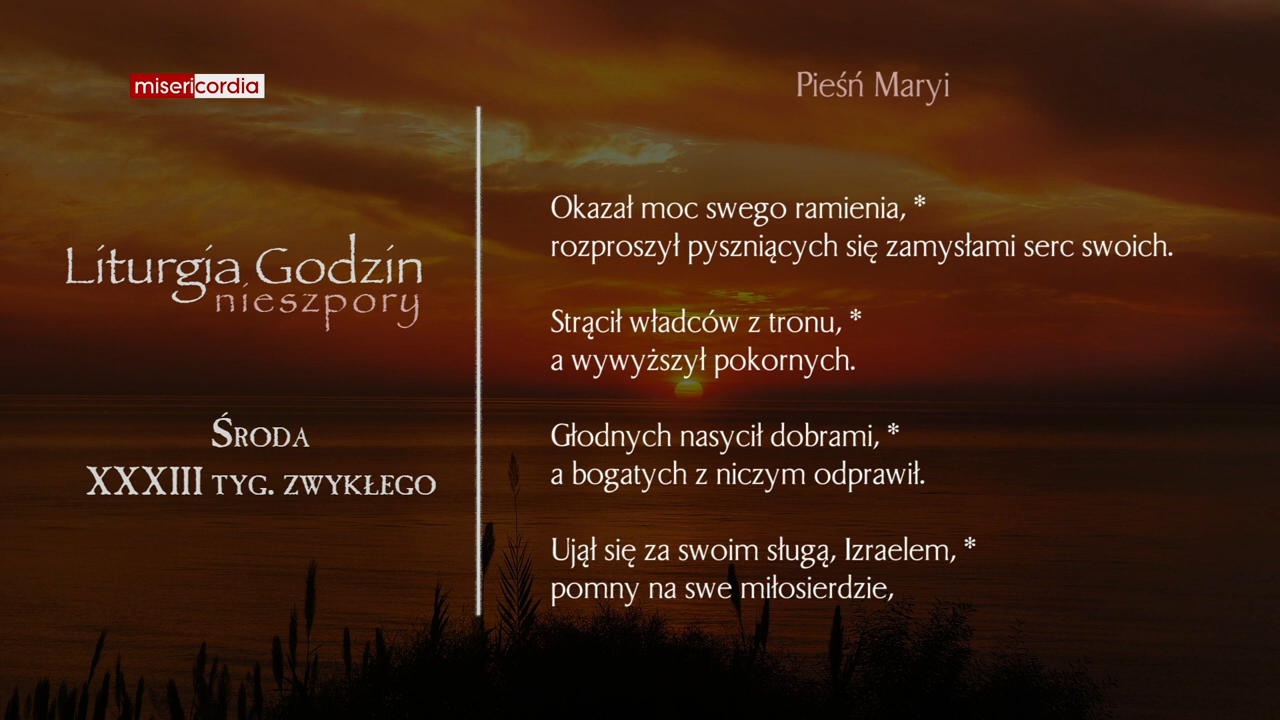 misericordia
Liturgia Godzin
nieszpory
Środa
XXXIII tyg. zwykłego
Pieśń Maryi
Okazał moc swego ramienia, *
rozproszył pyszniących się zamysłami serc swoich.
Strącił władców z tronu, *
a wywyższył pokornych.
Głodnych nasycił dobrami, *
a bogatych z niczym odprawił.
Ujął się za swoim sługą, Izraelem, *
pomny na swe miłosierdzie,